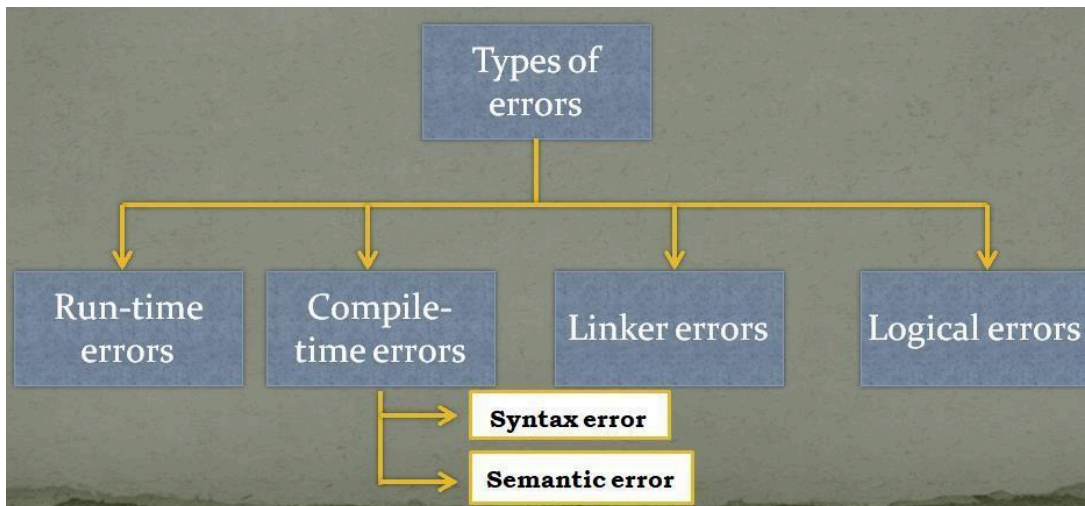 Types of
errors
Run-time
errors
Compile-
time errors
Linker errors
Logical errors
Syntax error
Semantic error